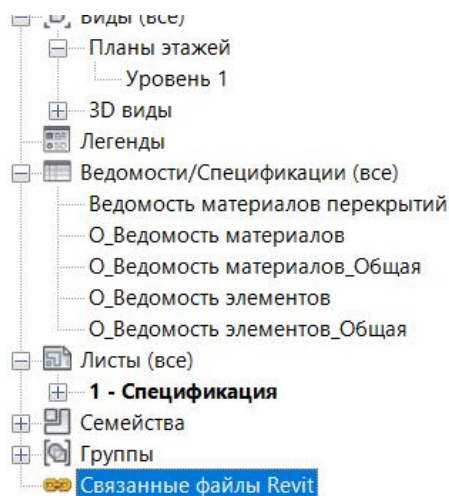 Виды (все)
Планы этажей
Уровень 1
3D виды
Легенды
Ведомости/Спецификации (все)
Ведомость материалов перекрытий
О_Ведомость материалов
О_Ведомость материалов_Общая
О_Ведомость элементов
О_Ведомость элементов_Общая
Листы (все)
1 - Спецификация
Семейства
Группы
Связанные файлы Revit